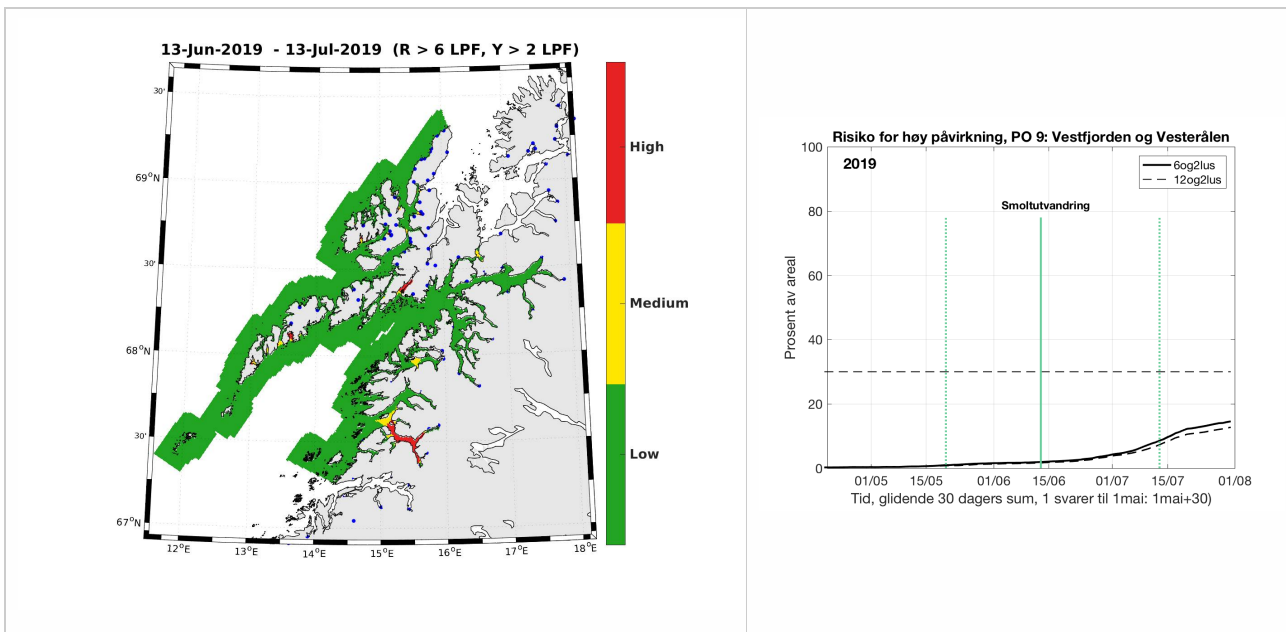 13-Jun-2019 - 13-Jul-2019 (R > 6 LPF, Y > 2 LPF)
30'
69°N
30'
68°N
30'
67°N
12°E
13°E
14°E
15°E
16°E
17°E
18°E
High
Medium
Low
Risiko for høy påvirkning, PO 9: Vestfjorden og Vesterålen
2019
6og2lus
12og2lus
Smoltutvandring
Prosent av areal
100
80
60
40
20
0
01/05
15/05
01/06
15/06
01/07
15/07
01/08
Tid, glidende 30 dagers sum, 1 svarer til 1mai: 1mai+30)